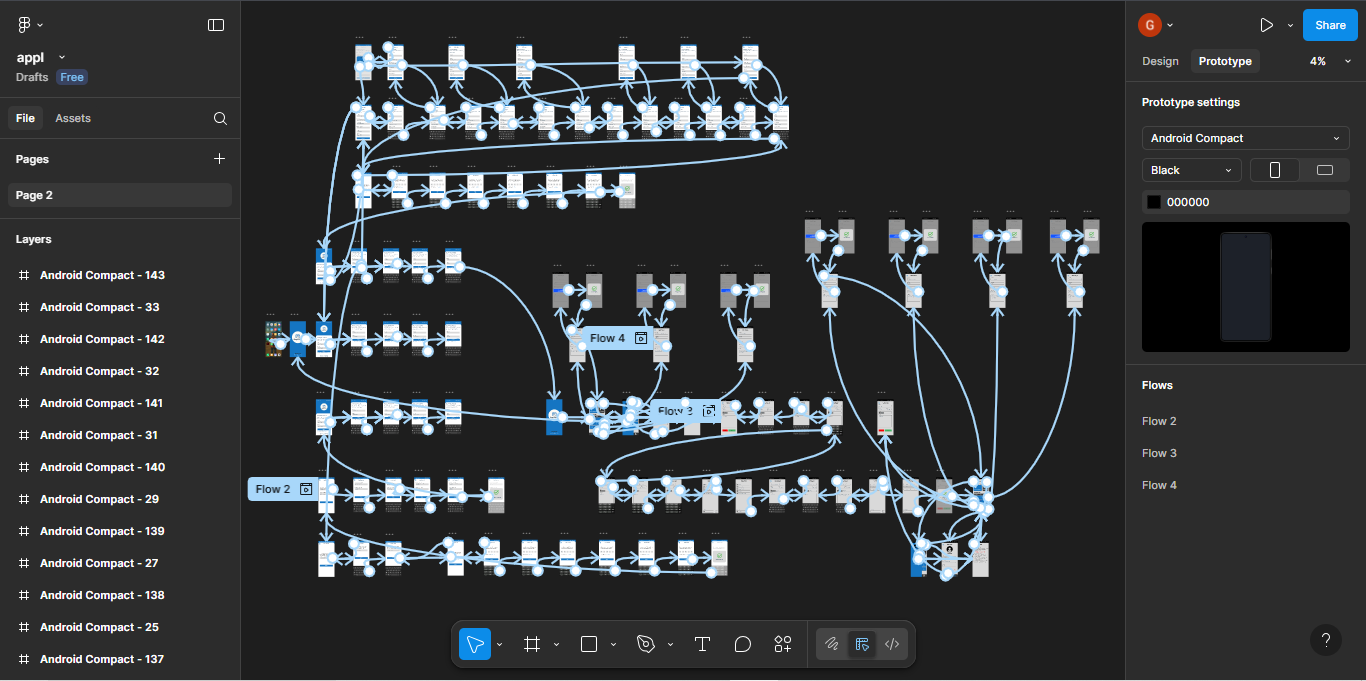 appl
Drafts Free
File Assets
Pages
Page 2
Layers
Android Compact - 143
Android Compact - 33
Android Compact - 142
Android Compact - 32
Android Compact - 141
Android Compact - 31
Android Compact - 140
Android Compact - 29
Android Compact - 139
Android Compact - 27
Android Compact - 138
Android Compact - 25
Android Compact - 137
Flow 4
Flow 3
Flow 2
G
Share
Design Prototype 4%
Prototype settings
Android Compact
Black
000000
Flows
Flow 2
Flow 3
Flow 4
?